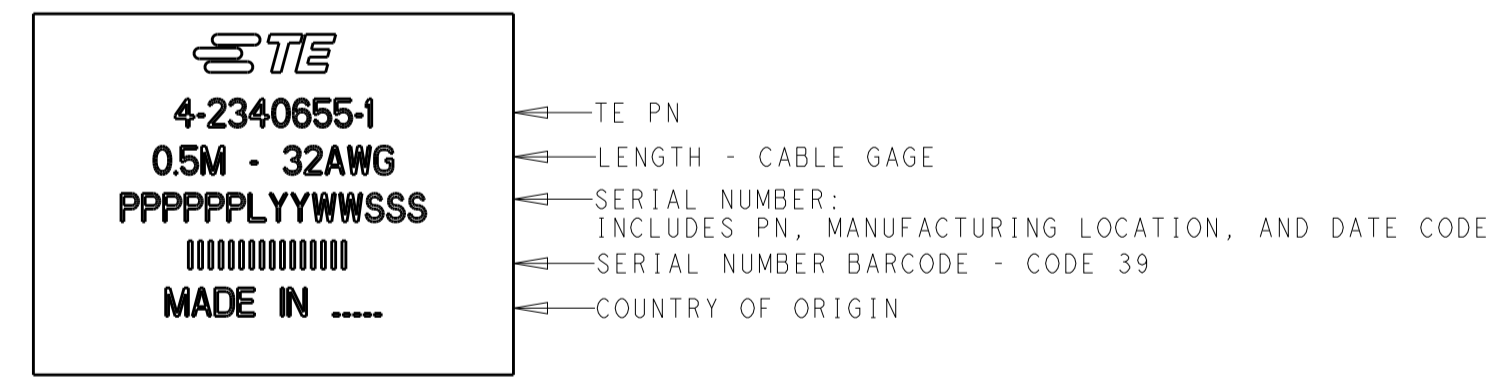 TE
4-2340655-1
TE PN
0.5M - 32AWG
LENGTH - CABLE GAGE
PPPPPPLYYWWSSS
SERIAL NUMBER:
INCLUDES PN, MANUFACTURING LOCATION, AND DATE CODE
SERIAL NUMBER BARCODE - CODE 39
MADE IN .....
COUNTRY OF ORIGIN